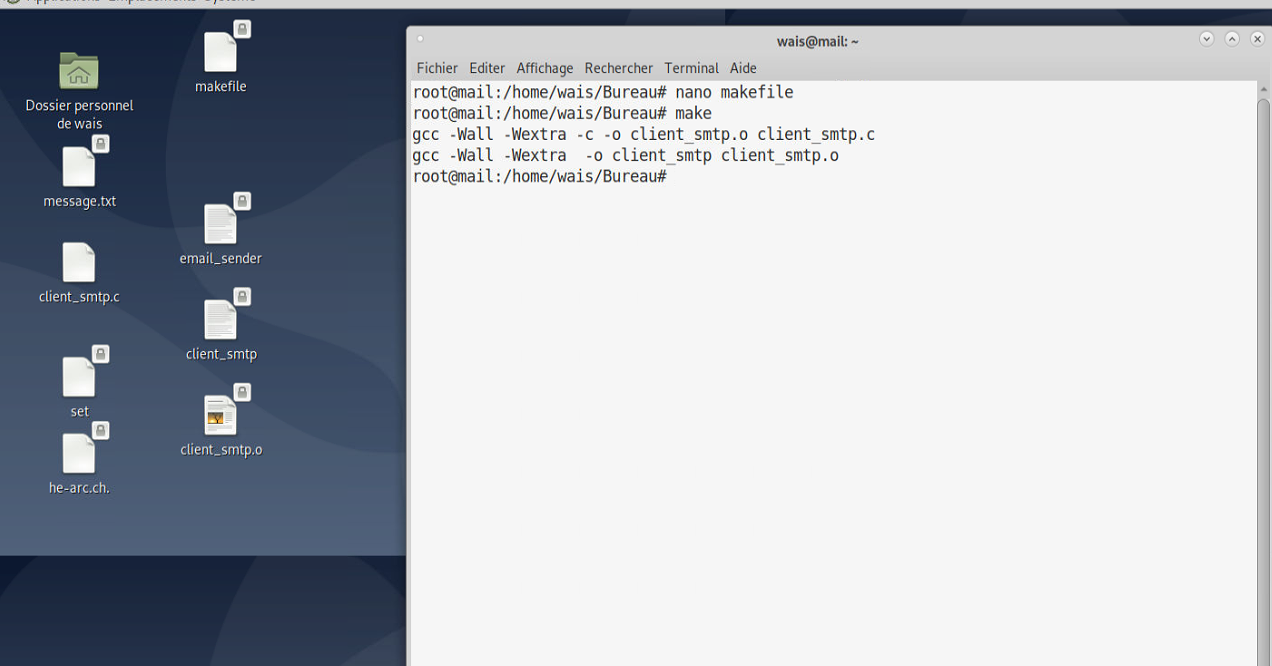 Applications Emplacements Système
Dossier personnel
de wais
makefile
message.txt
email_sender
client_smtp.c
client_smtp
set
client_smtp.o
he-arc.ch.
wais@mail: ~
Fichier Editer Affichage Rechercher Terminal Aide
root@mail:/home/wais/Bureau# nano makefile
root@mail:/home/wais/Bureau# make
gcc -Wall -Wextra -c -o client_smtp.o client_smtp.c
gcc -Wall -Wextra  -o client_smtp client_smtp.o
root@mail:/home/wais/Bureau#